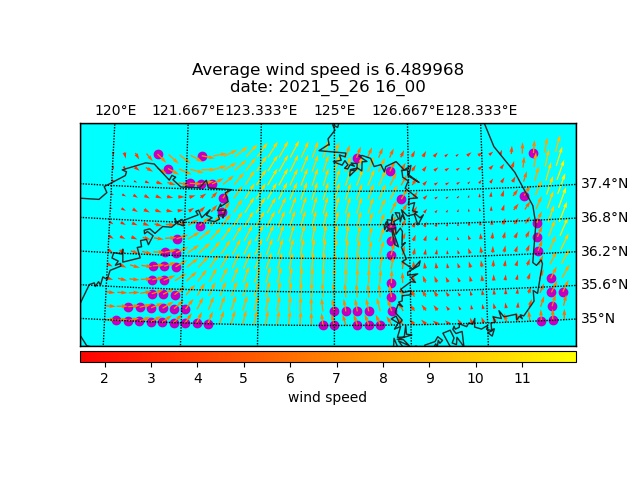 Average wind speed is 6.489968
date: 2021_5_26 16_00
120°E 121.667°E 123.333°E 125°E 126.667°E 128.333°E
37.4°N
36.8°N
36.2°N
35.6°N
35°N
2 3 4 5 6 7 8 9 10 11
wind speed